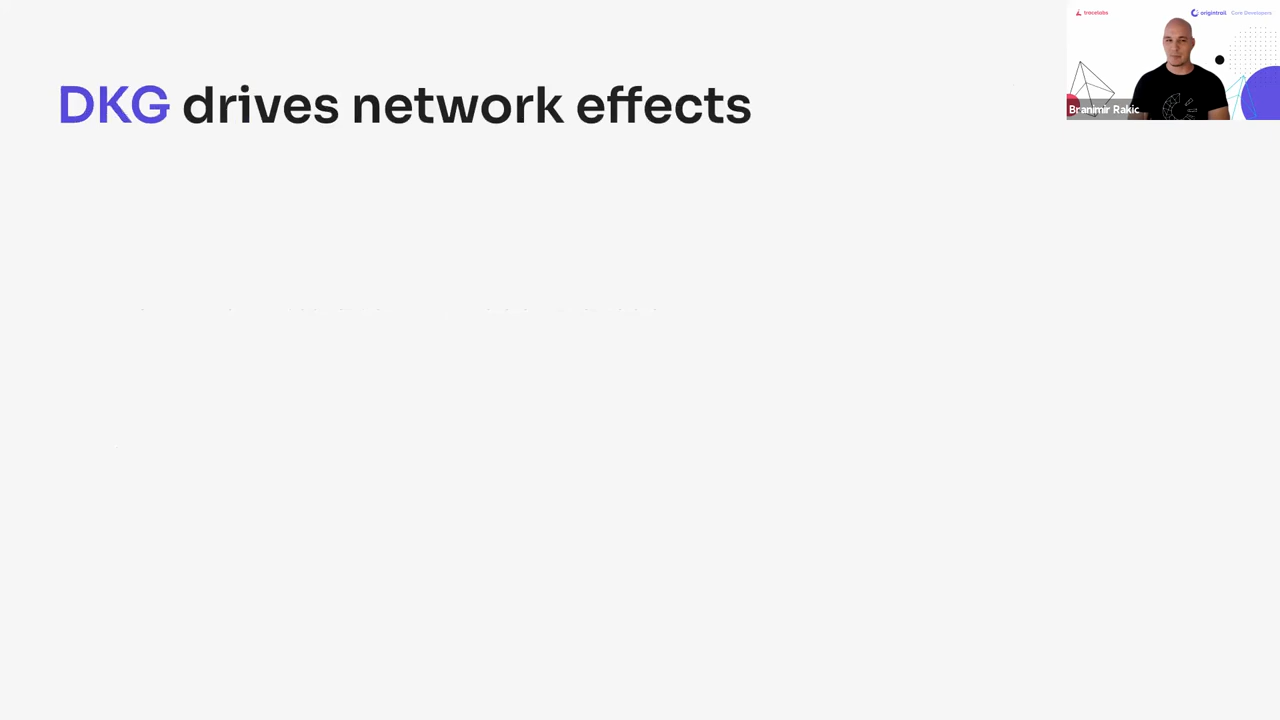 DKG drives network effects
tracelabs
origintrail Core Developers
Branimir Rakic